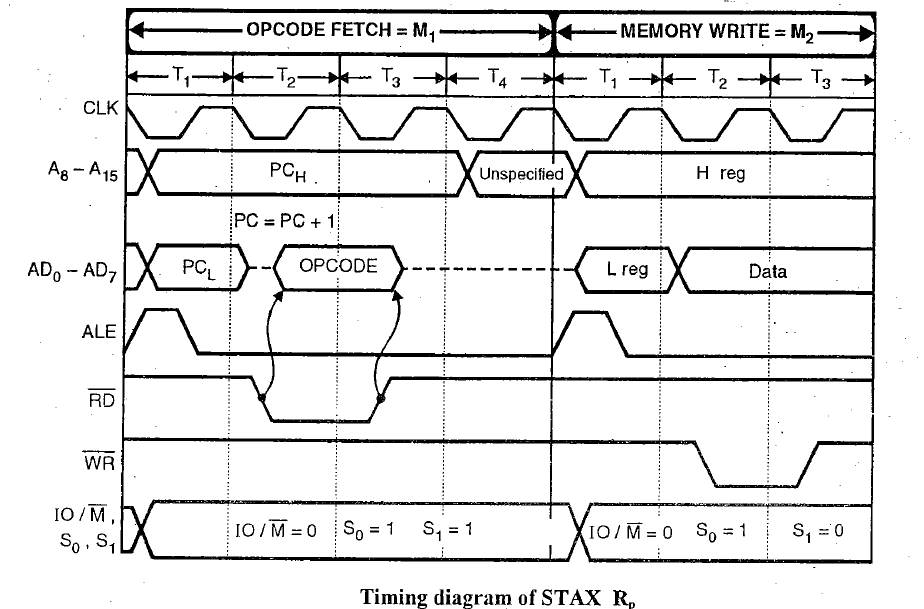 OPCODE FETCH = M1 MEMORY WRITE = M2
T1 T2 T3 T4 T1 T2 T3
CLK
A8 – A15 PCH Unspecified H reg
PC = PC + 1
AD0 – AD7 PCL OPCODE L reg Data
ALE
R̅D̅
W̅R̅
IO / M̅ , S0 , S1
IO / M̅ = 0 S0 = 1 S1 = 1 IO / M̅ = 0 S0 = 1 S1 = 0
Timing diagram of STAX Rp